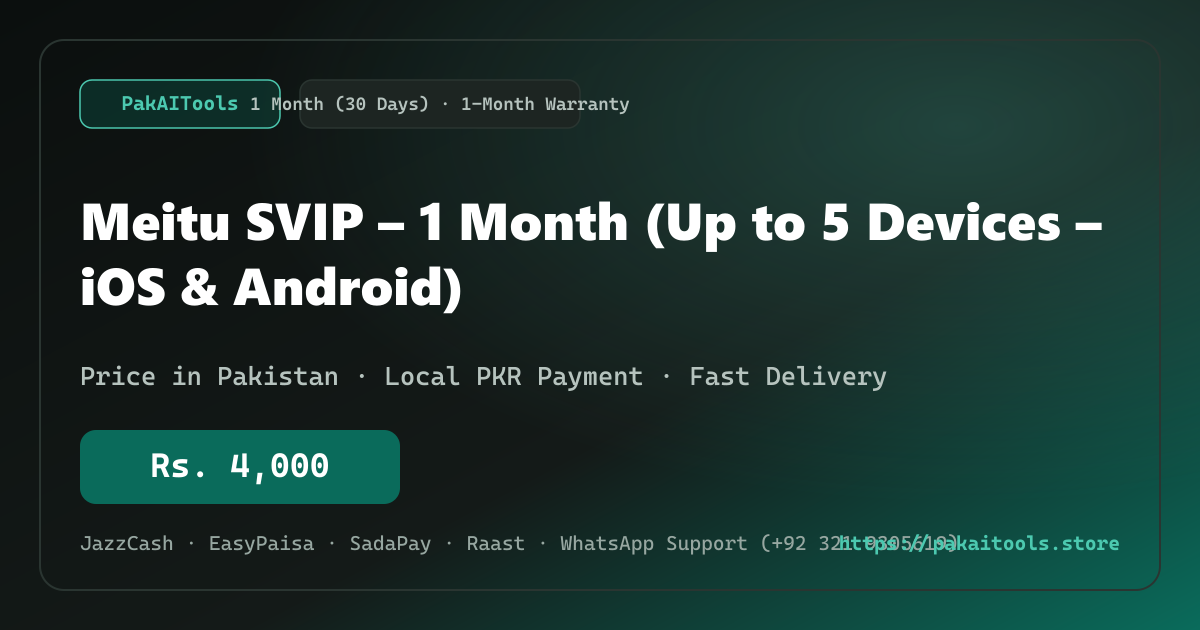 PakAITools 1 Month (30 Days) · 1-Month Warranty
Meitu SVIP – 1 Month (Up to 5 Devices –
iOS & Android)
Price in Pakistan · Local PKR Payment · Fast Delivery
Rs. 4,000
JazzCash · EasyPaisa · SadaPay · Raast · WhatsApp Support (+92 321 https://pakaitools.store